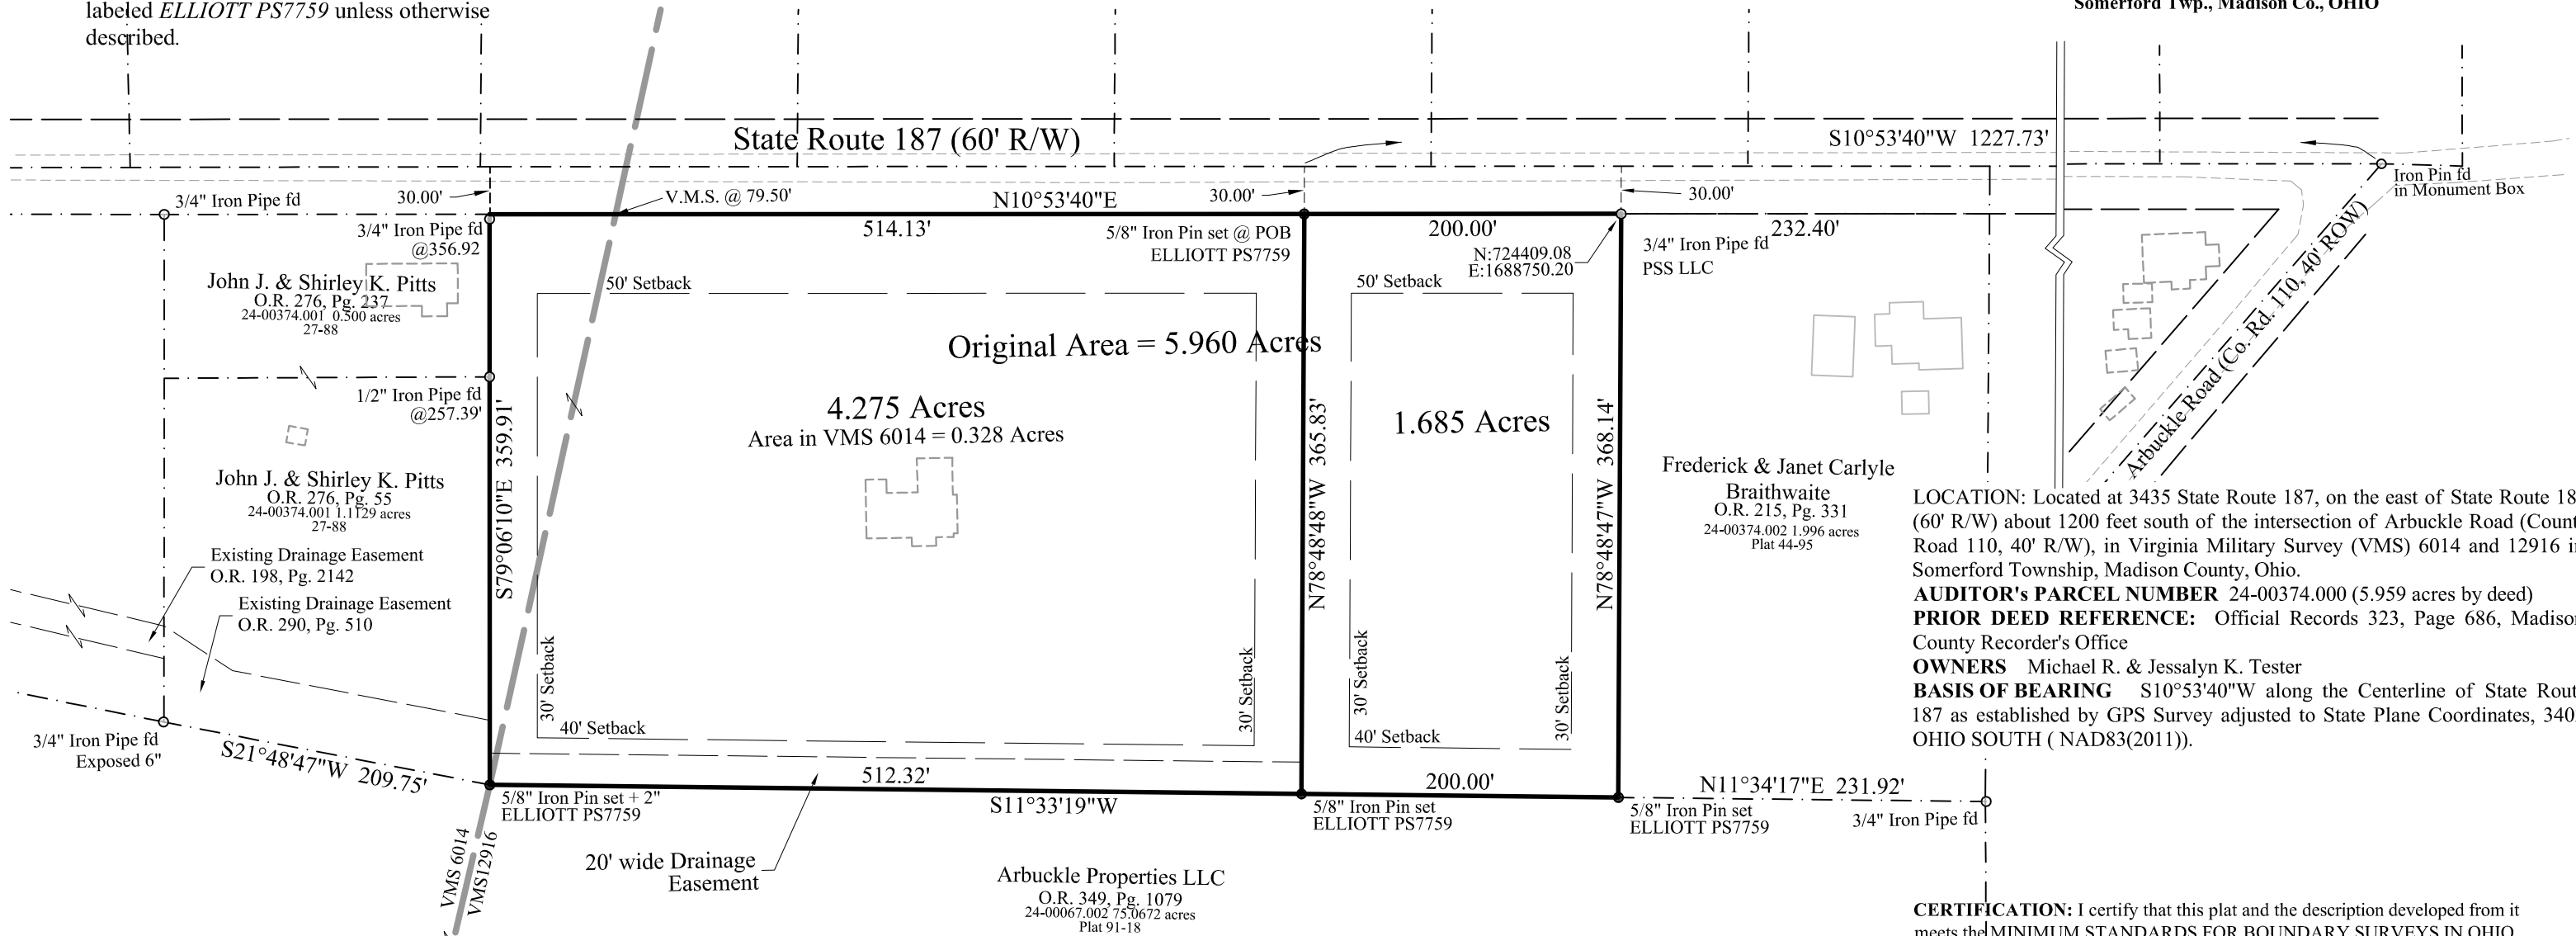 labeled ELLIOTT PS7759 unless otherwise
described.
Somerford Twp., Madison Co., OHIO
State Route 187 (60' R/W)
S10°53'40"W 1227.73'
Iron Pin fd
in Monument Box
3/4" Iron Pipe fd
30.00'
V.M.S. @ 79.50'
N10°53'40"E
30.00'
30.00'
3/4" Iron Pipe fd
@356.92
514.13'
5/8" Iron Pin set @ POB
ELLIOTT PS7759
200.00'
N:724409.08
E:1688750.20
3/4" Iron Pipe fd
PSS LLC
232.40'
Arbuckle Road (Co. Rd. 110, 40' ROW)
John J. & Shirley K. Pitts
O.R. 276, Pg. 237
24-00374.001 0.500 acres
27-88
50' Setback
50' Setback
Original Area = 5.960 Acres
1/2" Iron Pipe fd
@257.39'
S79°06'10"E 359.91'
4.275 Acres
Area in VMS 6014 = 0.328 Acres
N78°48'48"W 365.83'
1.685 Acres
N78°48'47"W 368.14'
Frederick & Janet Carlyle
Braithwaite
O.R. 215, Pg. 331
24-00374.002 1.996 acres
Plat 44-95
John J. & Shirley K. Pitts
O.R. 276, Pg. 55
24-00374.001 1.1129 acres
27-88
Existing Drainage Easement
O.R. 198, Pg. 2142
Existing Drainage Easement
O.R. 290, Pg. 510
30' Setback
40' Setback
30' Setback
30' Setback
40' Setback
30' Setback
LOCATION: Located at 3435 State Route 187, on the east of State Route 18
(60' R/W) about 1200 feet south of the intersection of Arbuckle Road (Count
Road 110, 40' R/W), in Virginia Military Survey (VMS) 6014 and 12916 i
Somerford Township, Madison County, Ohio.
AUDITOR's PARCEL NUMBER 24-00374.000 (5.959 acres by deed)
PRIOR DEED REFERENCE: Official Records 323, Page 686, Madiso
County Recorder's Office
OWNERS Michael R. & Jessalyn K. Tester
BASIS OF BEARING S10°53'40"W along the Centerline of State Rout
187 as established by GPS Survey adjusted to State Plane Coordinates, 340
OHIO SOUTH ( NAD83(2011)).
3/4" Iron Pipe fd
Exposed 6"
S21°48'47"W 209.75'
512.32'
S11°33'19"W
200.00'
N11°34'17"E 231.92'
5/8" Iron Pin set + 2"
ELLIOTT PS7759
5/8" Iron Pin set
ELLIOTT PS7759
5/8" Iron Pin set
ELLIOTT PS7759
3/4" Iron Pipe fd
VMS 6014
VMS12916
20' wide Drainage
Easement
Arbuckle Properties LLC
O.R. 349, Pg. 1079
24-00067.002 75.0672 acres
Plat 91-18
CERTIFICATION: I certify that this plat and the description developed from it
meets the MINIMUM STANDARDS FOR BOUNDARY SURVEYS IN OHIO